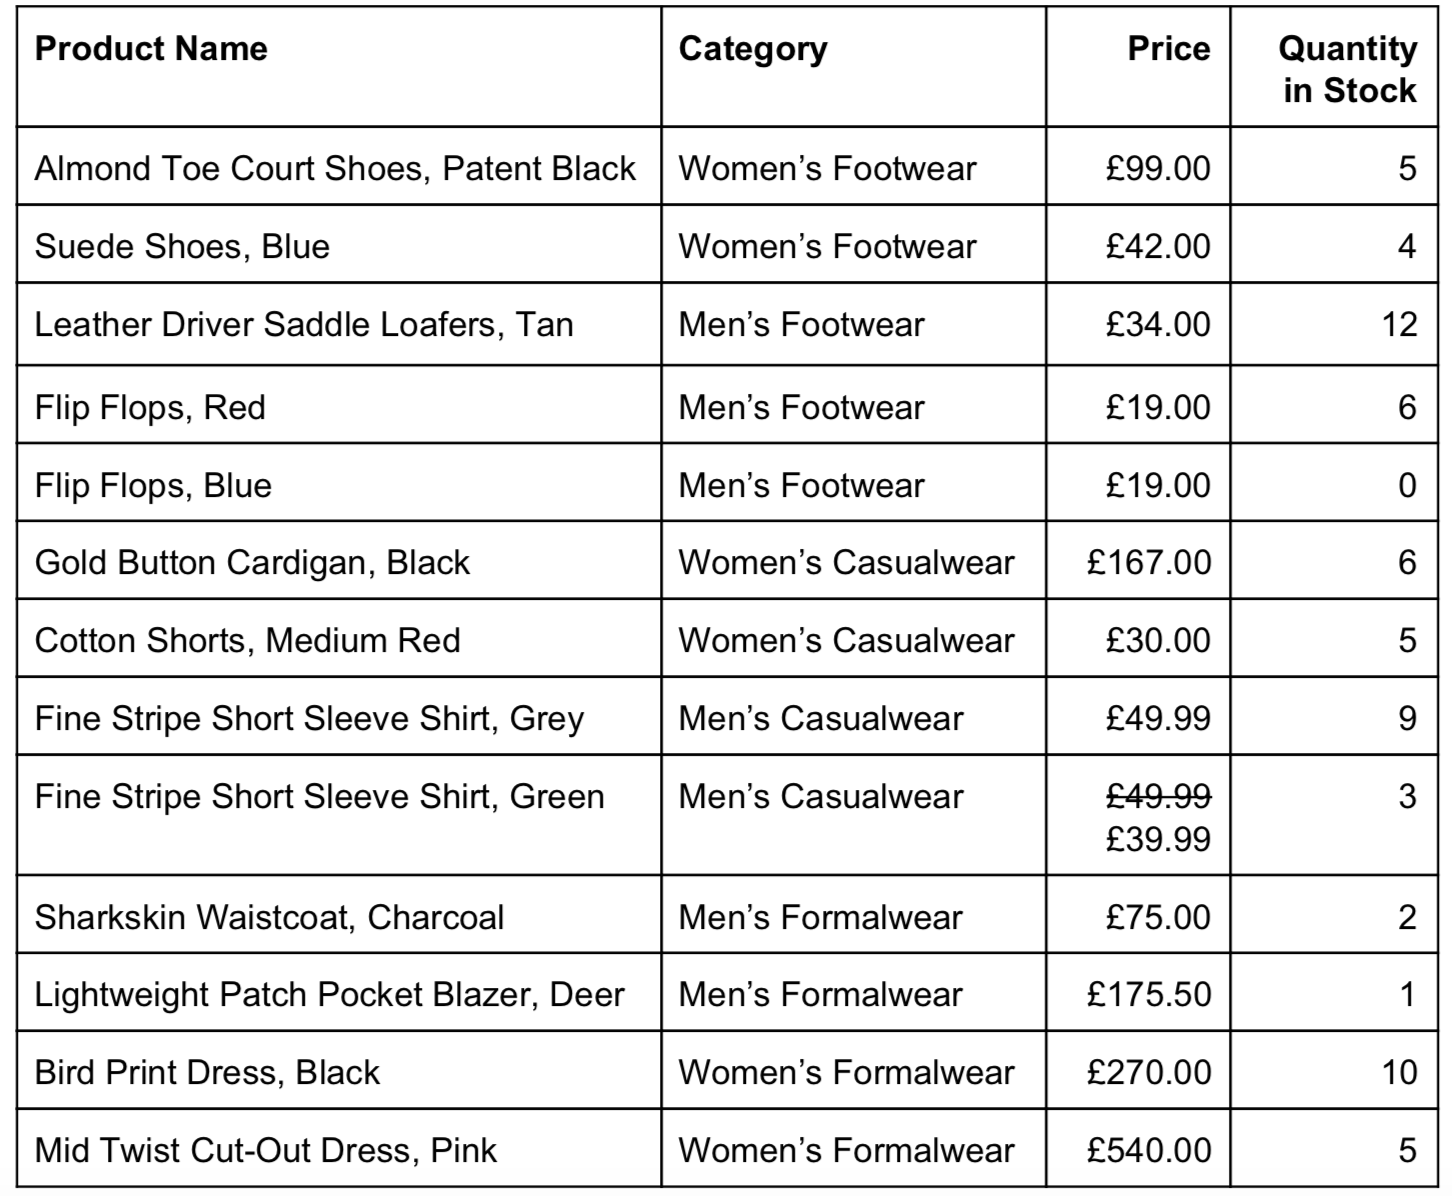 Product Name Category Price Quantity
in Stock
Almond Toe Court Shoes, Patent Black Women’s Footwear £99.00 5
Suede Shoes, Blue Women’s Footwear £42.00 4
Leather Driver Saddle Loafers, Tan Men’s Footwear £34.00 12
Flip Flops, Red Men’s Footwear £19.00 6
Flip Flops, Blue Men’s Footwear £19.00 0
Gold Button Cardigan, Black Women’s Casualwear £167.00 6
Cotton Shorts, Medium Red Women’s Casualwear £30.00 5
Fine Stripe Short Sleeve Shirt, Grey Men’s Casualwear £49.99 9
Fine Stripe Short Sleeve Shirt, Green Men’s Casualwear £49.99 3
£39.99
Sharkskin Waistcoat, Charcoal Men’s Formalwear £75.00 2
Lightweight Patch Pocket Blazer, Deer Men’s Formalwear £175.50 1
Bird Print Dress, Black Women’s Formalwear £270.00 10
Mid Twist Cut-Out Dress, Pink Women’s Formalwear £540.00 5